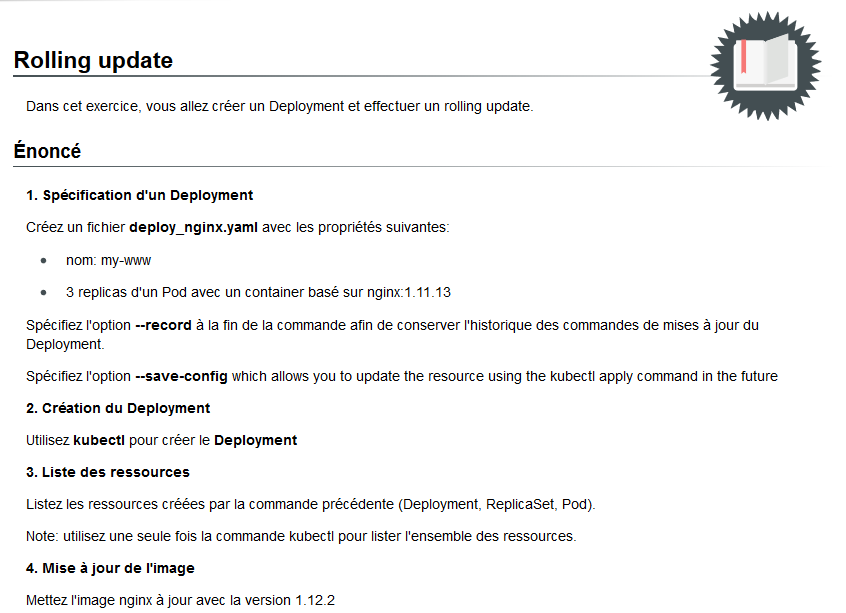 Rolling update
Dans cet exercice, vous allez créer un Deployment et effectuer un rolling update.
Énoncé
1. Spécification d'un Deployment
Créez un fichier deploy_nginx.yaml avec les propriétés suivantes:
• nom: my-www
• 3 replicas d'un Pod avec un container basé sur nginx:1.11.13
Spécifiez l'option --record à la fin de la commande afin de conserver l'historique des commandes de mises à jour du
Deployment.
Spécifiez l'option --save-config which allows you to update the resource using the kubectl apply command in the future
2. Création du Deployment
Utilisez kubectl pour créer le Deployment
3. Liste des ressources
Listez les ressources créées par la commande précédente (Deployment, ReplicaSet, Pod).
Note: utilisez une seule fois la commande kubectl pour lister l'ensemble des ressources.
4. Mise à jour de l'image
Mettez l'image nginx à jour avec la version 1.12.2